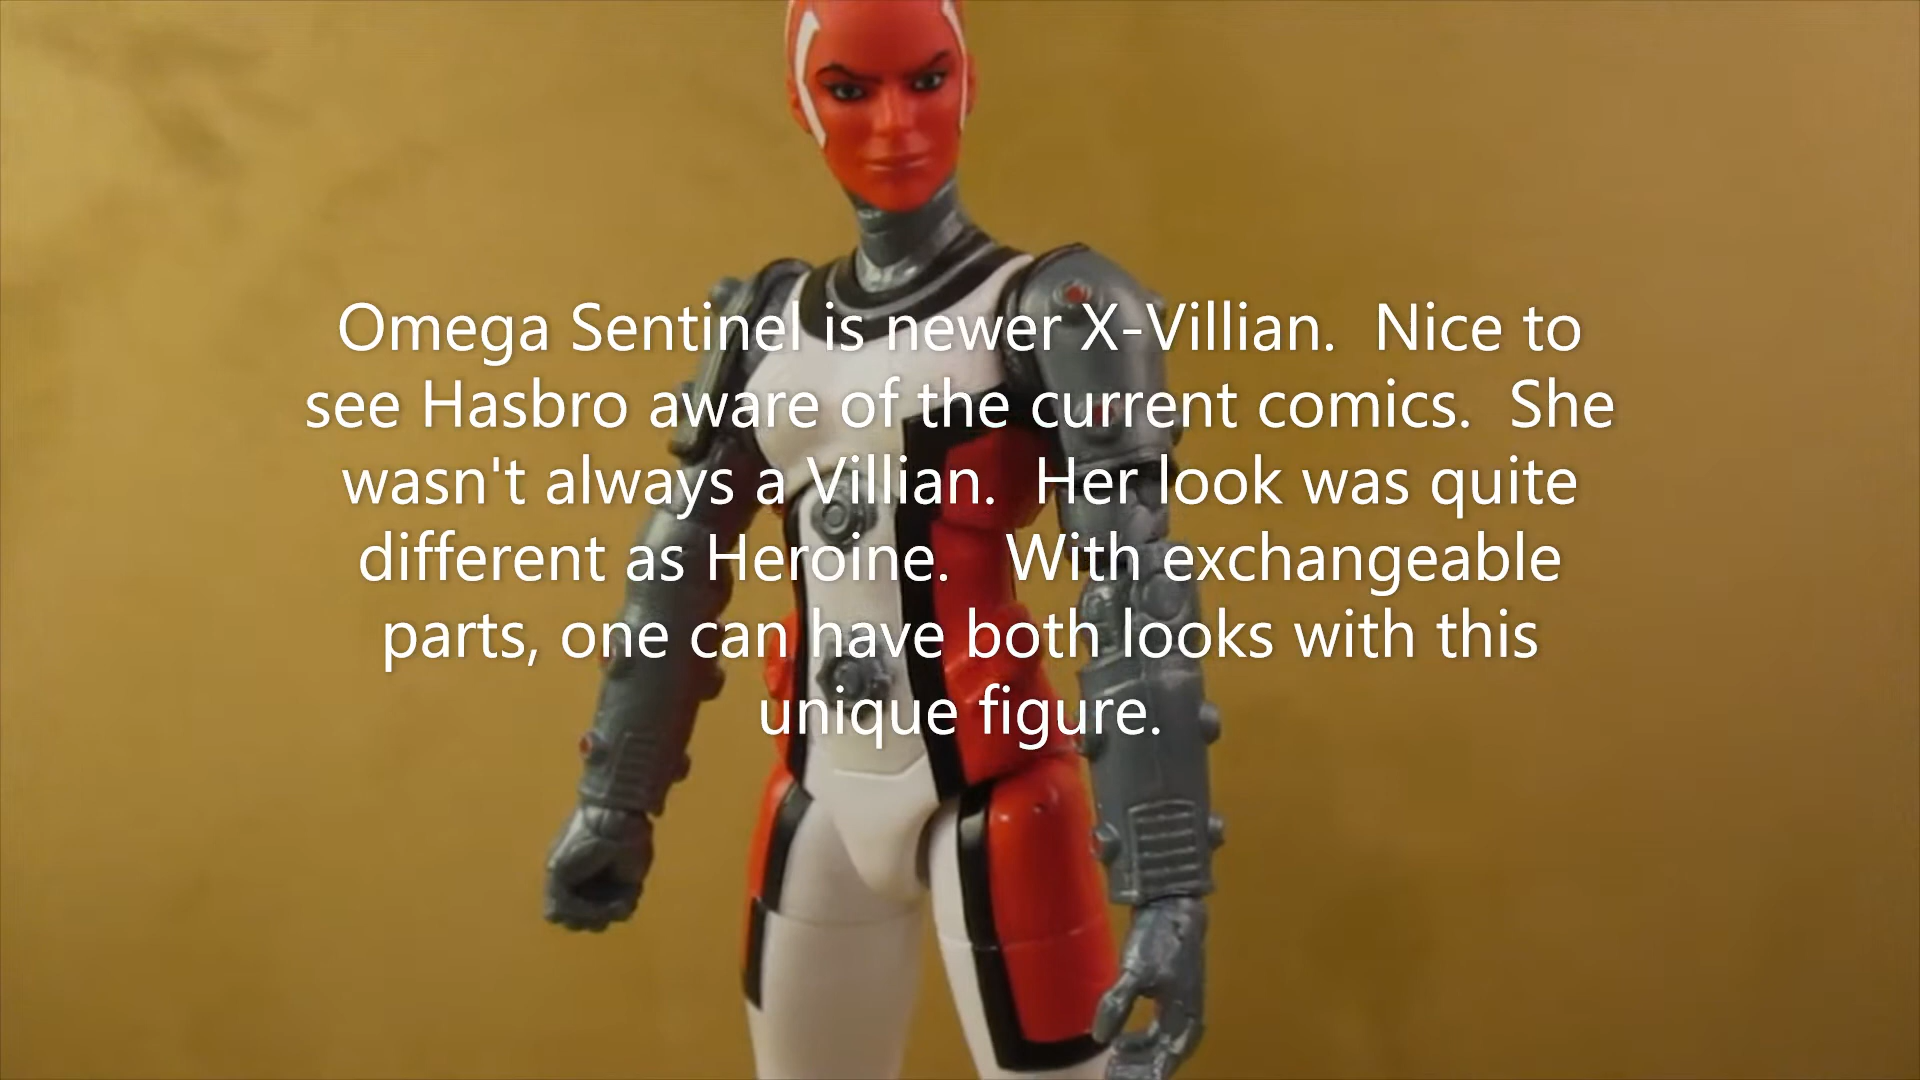 Omega Sentinel is newer X-Villian.  Nice to
see Hasbro aware of the current comics.  She
wasn't always a Villian.  Her look was quite
different as Heroine.   With exchangeable
parts, one can have both looks with this
unique figure.